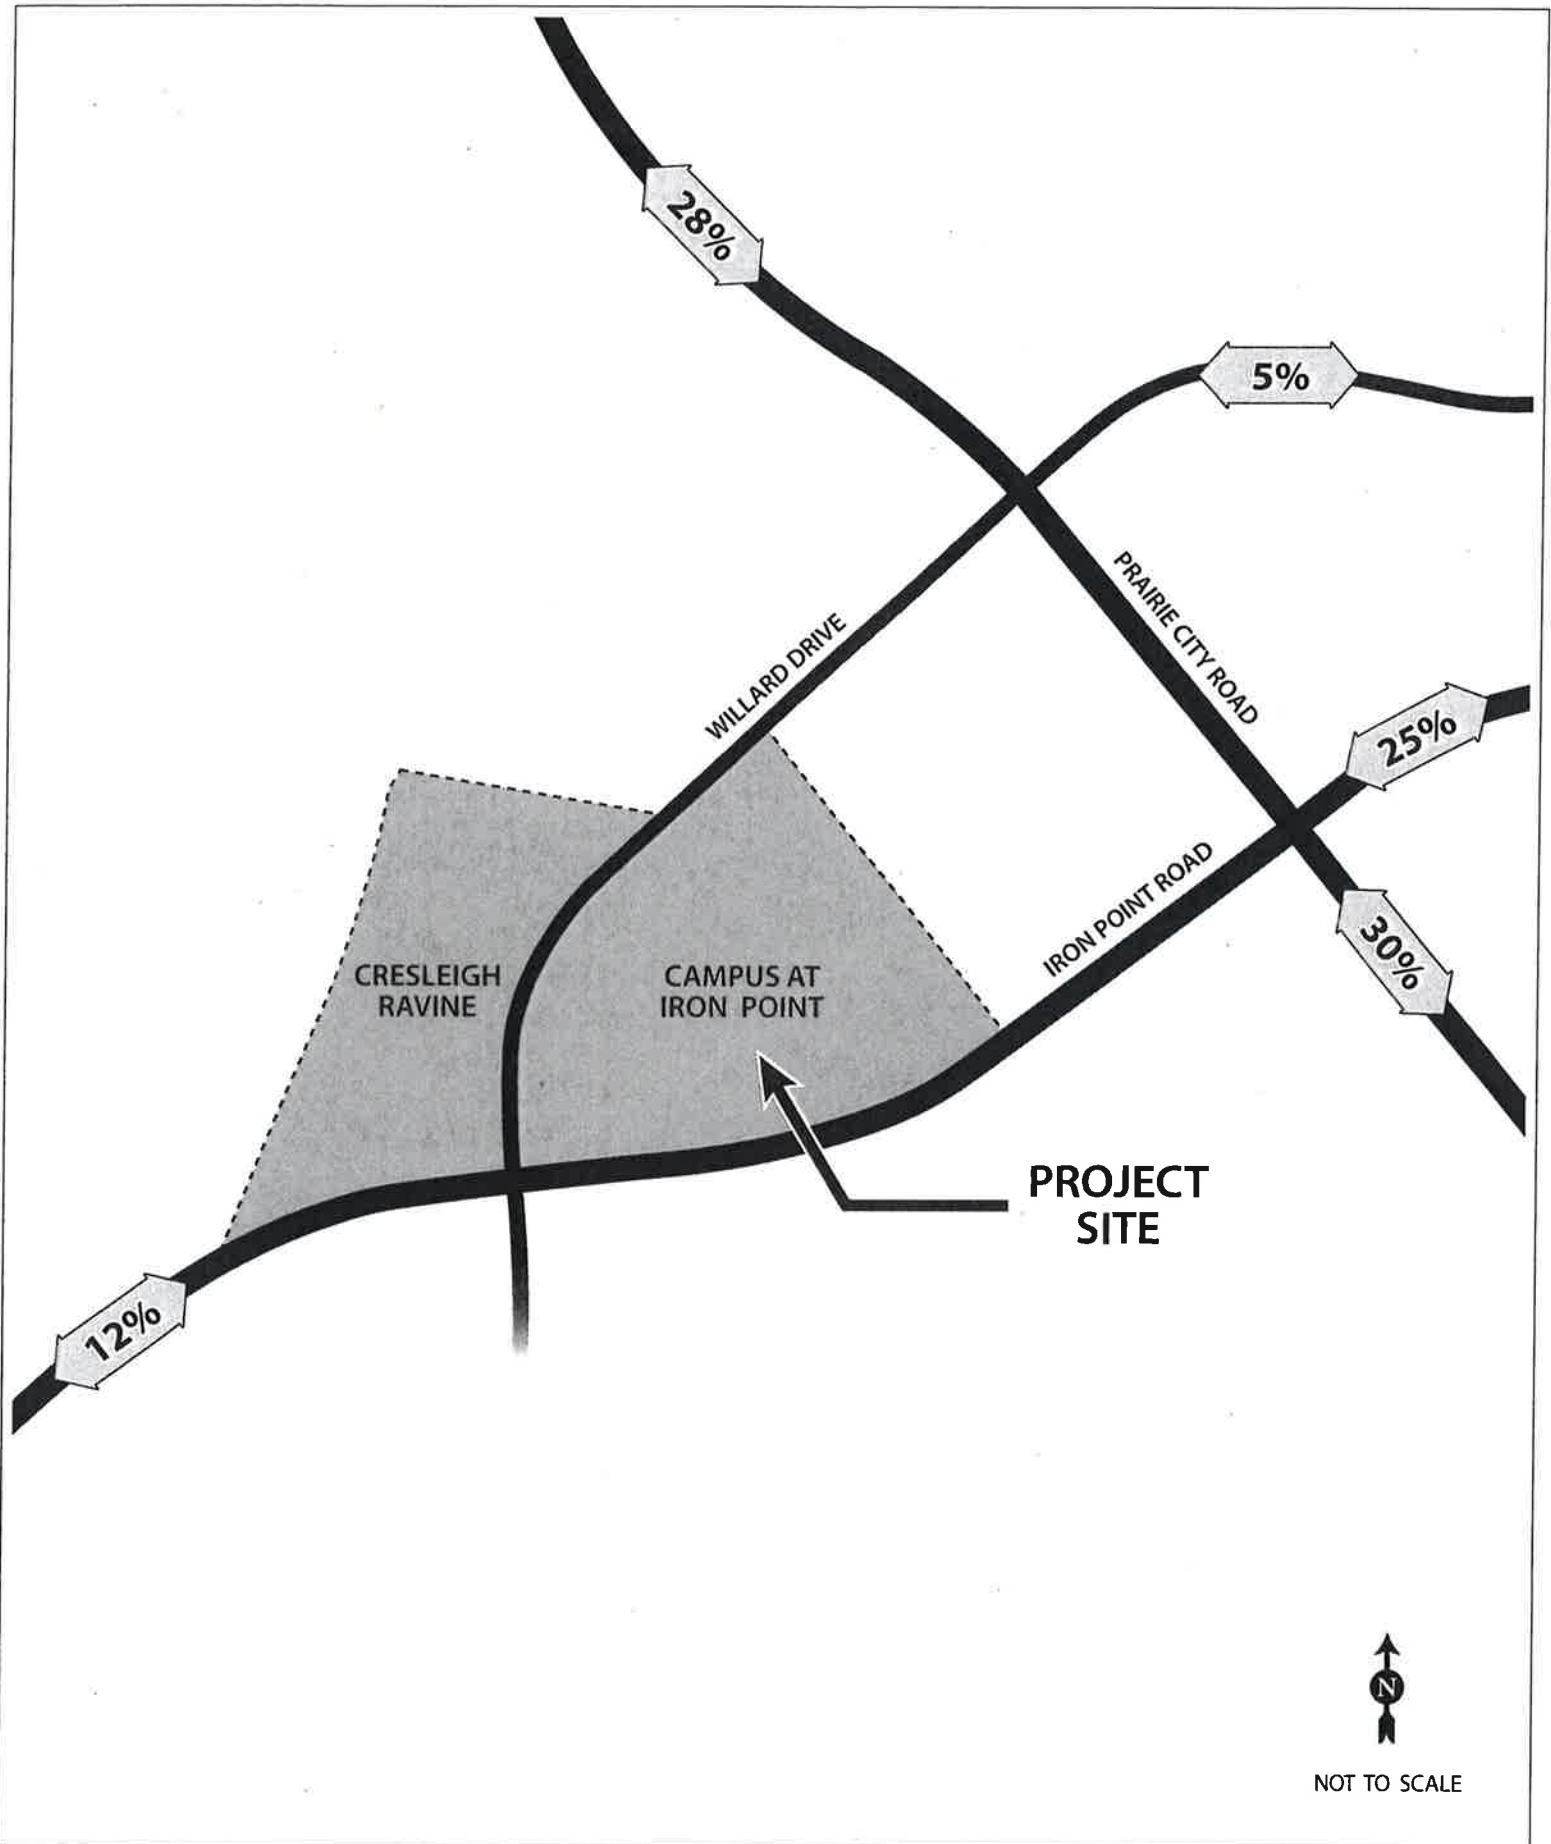 28%
5%
PRAIRIE CITY ROAD
WILLARD DRIVE
25%
IRON POINT ROAD
30%
CRESLEIGH
RAVINE
CAMPUS AT
IRON POINT
PROJECT
SITE
12%
N
NOT TO SCALE